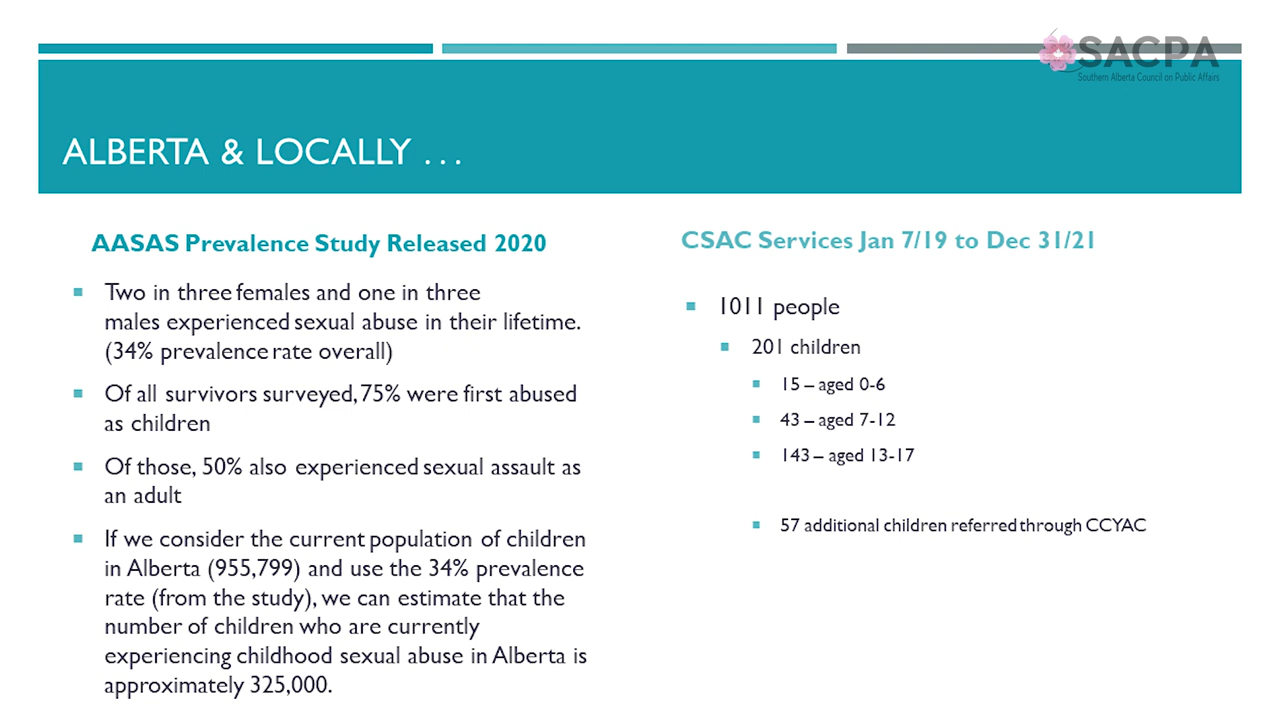 SACPA
Southern Alberta Council on Public Affairs
ALBERTA & LOCALLY . . .
AASAS Prevalence Study Released 2020
Two in three females and one in three
males experienced sexual abuse in their lifetime.
(34% prevalence rate overall)
Of all survivors surveyed, 75% were first abused
as children
Of those, 50% also experienced sexual assault as
an adult
If we consider the current population of children
in Alberta (955,799) and use the 34% prevalence
rate (from the study), we can estimate that the
number of children who are currently
experiencing childhood sexual abuse in Alberta is
approximately 325,000.
CSAC Services Jan 7/19 to Dec 31/21
1011 people
201 children
15 – aged 0-6
43 – aged 7-12
143 – aged 13-17
57 additional children referred through CCYAC